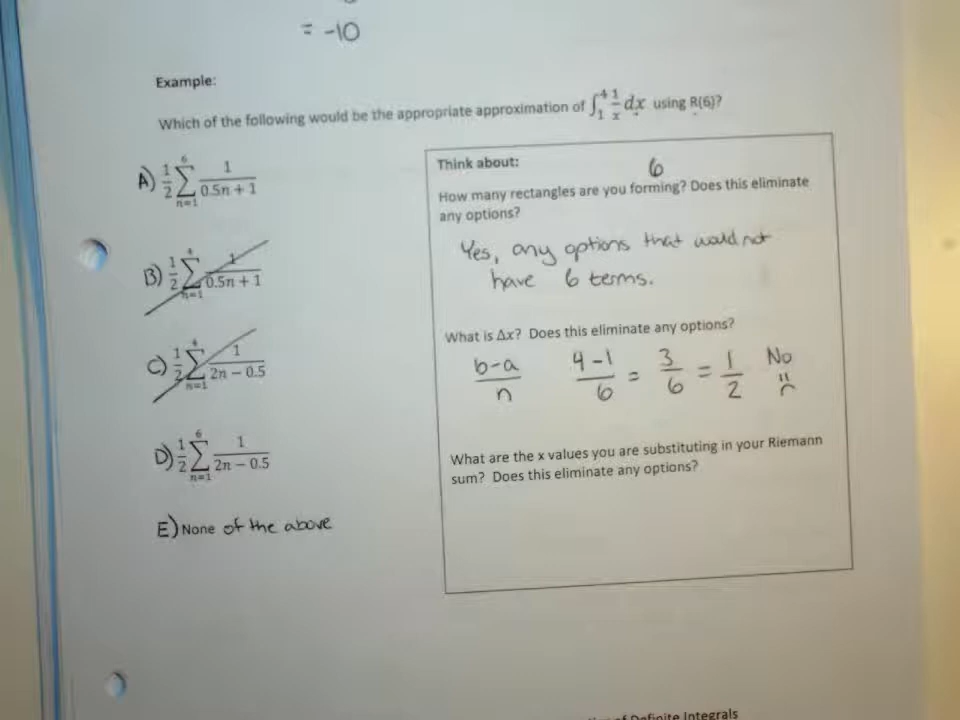 = -10
Example:
Which of the following would be the appropriate approximation of ∫₁⁴ 1/x dx using R(6)?
A) 1/2 ∑_{n=1}^{6} 1/(0.5n + 1)
B) 1/2 ∑_{n=1}^{4} 1/(0.5n + 1)
C) 1/2 ∑_{n=1}^{4} 1/(2n − 0.5)
D) 1/2 ∑_{n=1}^{6} 1/(2n − 0.5)
E) None of the above
Think about:
6
How many rectangles are you forming? Does this eliminate
any options?
Yes, any options that would not
have 6 terms.
What is Δx? Does this eliminate any options?
(b-a)/n (4-1)/6 = 3/6 = 1/2 No
What are the x values you are substituting in your Riemann
sum? Does this eliminate any options?
of Definite Integrals